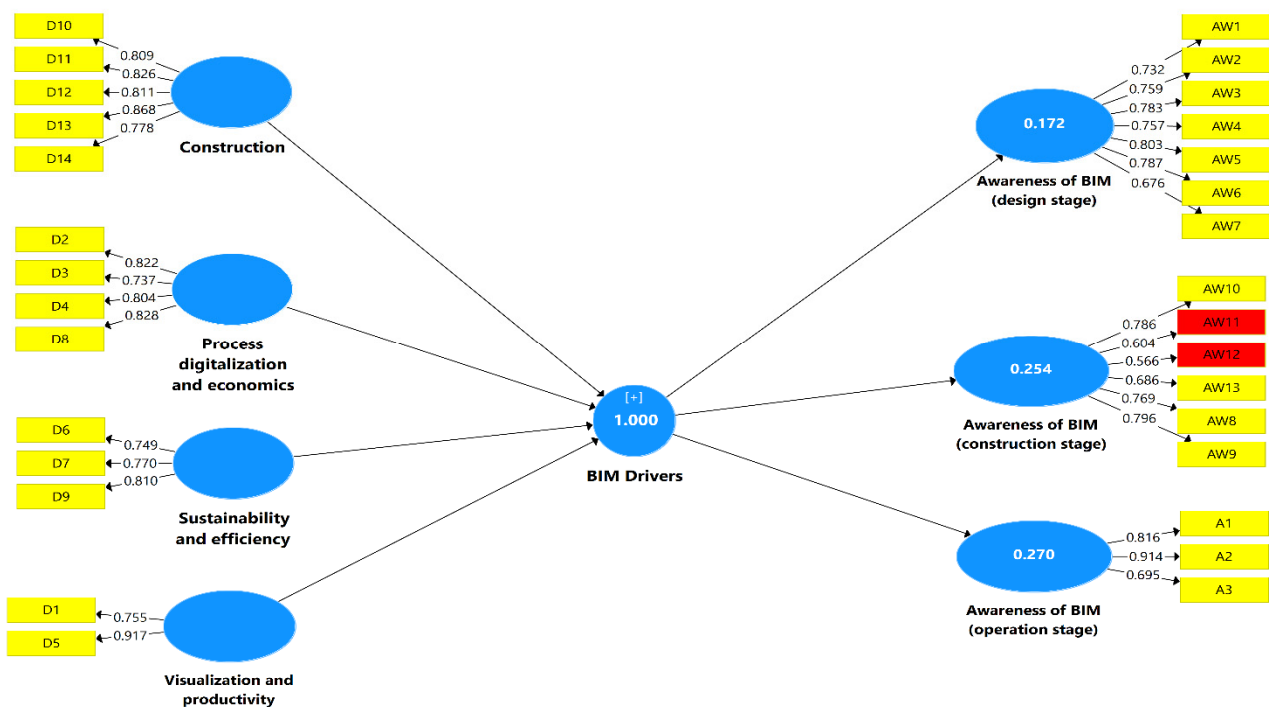 D10
D11
D12
D13
D14
0.809
0.826
0.811
0.868
0.778
Construction
D2
D3
D4
D8
0.822
0.737
0.804
0.828
Process
digitalization
and economics
D6
D7
D9
0.749
0.770
0.810
Sustainability
and efficiency
D1
D5
0.755
0.917
Visualization and
productivity
[+]
1.000
BIM Drivers
0.172
Awareness of BIM
(design stage)
0.732
0.759
0.783
0.757
0.803
0.787
0.676
AW1
AW2
AW3
AW4
AW5
AW6
AW7
0.254
Awareness of BIM
(construction stage)
0.786
0.604
0.566
0.686
0.769
0.796
AW10
AW11
AW12
AW13
AW8
AW9
0.270
Awareness of BIM
(operation stage)
0.816
0.914
0.695
A1
A2
A3